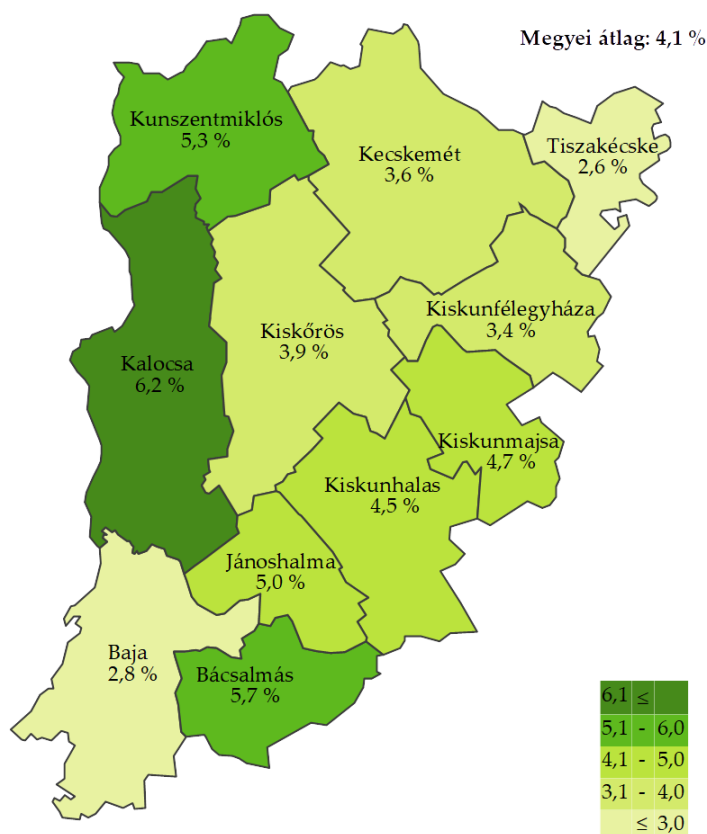 Megyei átlag: 4,1 %
Kunszentmiklós
5,3 %
Kecskemét
3,6 %
Tiszakécske
2,6 %
Kiskunfélegyháza
3,4 %
Kiskőrös
3,9 %
Kalocsa
6,2 %
Kiskunmajsa
4,7 %
Kiskunhalas
4,5 %
Jánoshalma
5,0 %
Baja
2,8 %
Bácsalmás
5,7 %
6,1 ≤
5,1 - 6,0
4,1 - 5,0
3,1 - 4,0
≤ 3,0